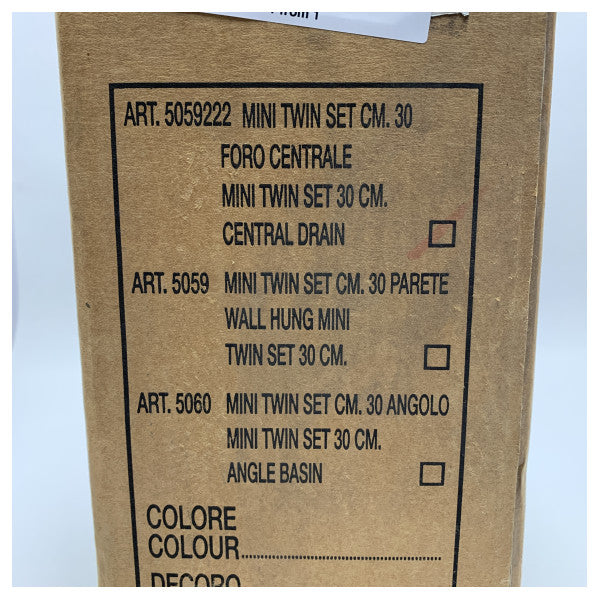 ART. 5059222 MINI TWIN SET CM. 30
FORO CENTRALE
MINI TWIN SET 30 CM.
CENTRAL DRAIN
ART. 5059 MINI TWIN SET CM. 30 PARETE
WALL HUNG MINI
TWIN SET 30 CM.
ART. 5060 MINI TWIN SET CM. 30 ANGOLO
MINI TWIN SET 30 CM.
ANGLE BASIN
COLORE
COLOUR................................................
DECORO